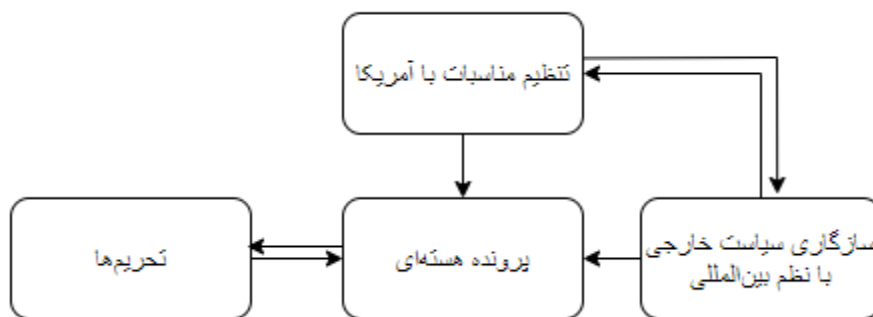 تنظیم مناسبات با آمریکا
سازگاری سیاست خارجی
با نظم بین‌المللی
پرونده هسته‌ای
تحریم‌ها